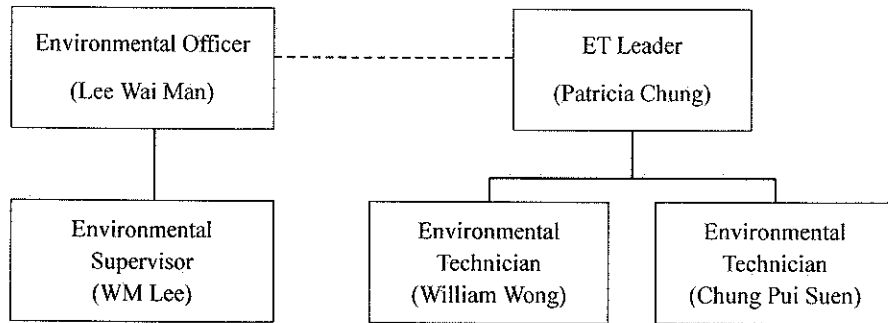 Environmental Officer
(Lee Wai Man)
ET Leader
(Patricia Chung)
Environmental
Supervisor
(WM Lee)
Environmental
Technician
(William Wong)
Environmental
Technician
(Chung Pui Suen)